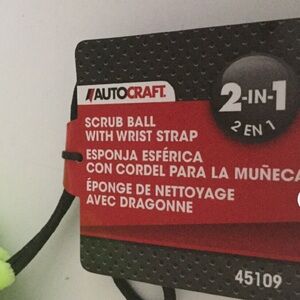 AUTOCRAFT.
2-IN-1
2 EN 1
SCRUB BALL
WITH WRIST STRAP
ESPONJA ESFÉRICA
CON CORDEL PARA LA MUÑECA
ÉPONGE DE NETTOYAGE
AVEC DRAGONNE
45109